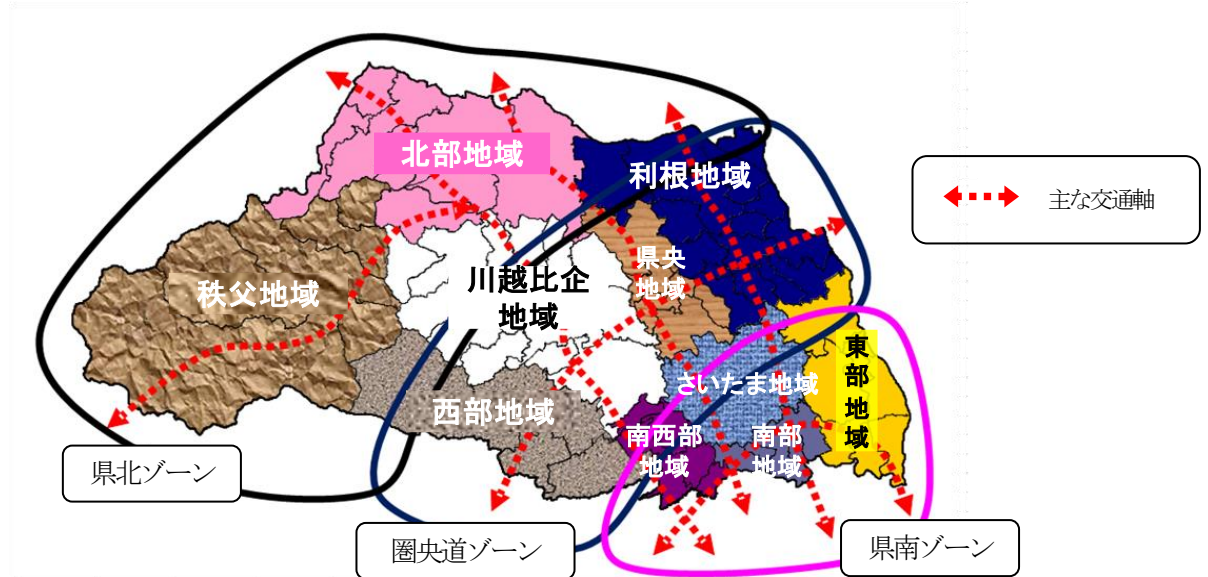 北部地域
利根地域
主な交通軸
県央
地域
川越比企
地域
秩父地域
東部地域
さいたま地域
西部地域
南西部
地域
南部
地域
県北ゾーン
圏央道ゾーン
県南ゾーン